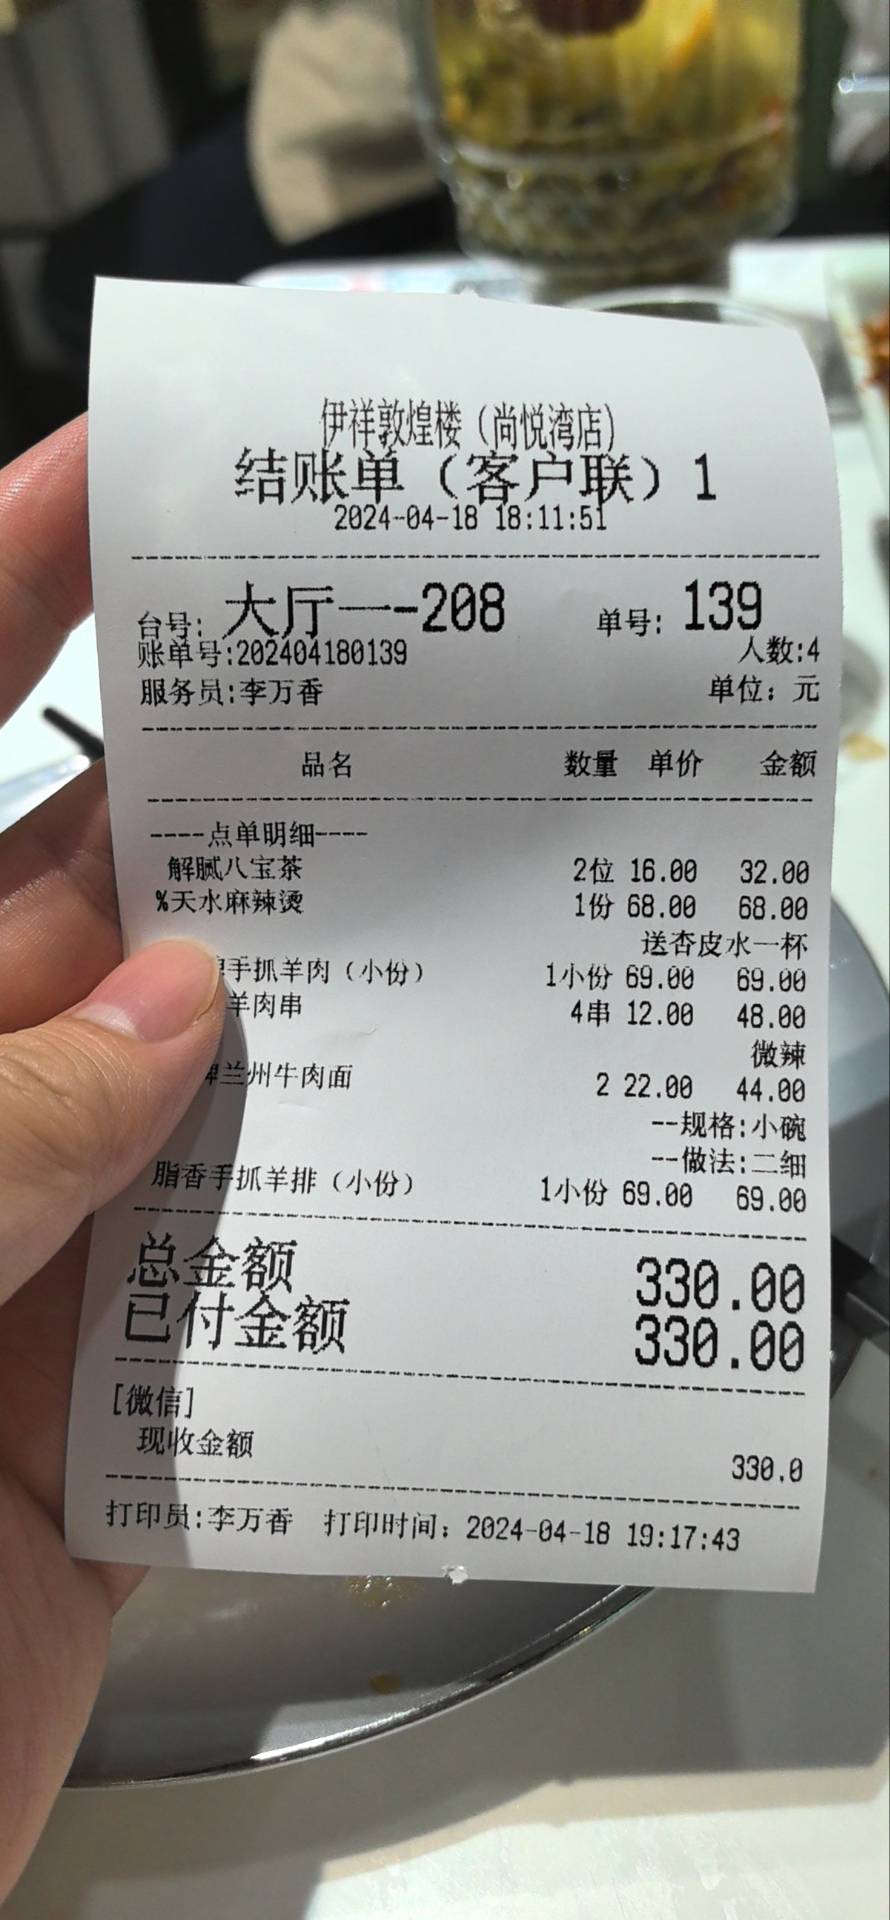 伊祥敦煌楼（尚悦湾店）
结账单（客户联）1
2024-04-18 18:11:51
台号: 大厅一--208 单号: 139
账单号:202404180139 人数:4
服务员:李万香 单位: 元
品名 数量 单价 金额
----点单明细----
解腻八宝茶 2位 16.00 32.00
%天水麻辣烫 1份 68.00 68.00
送杏皮水一杯
手抓羊肉（小份） 1小份 69.00 69.00
羊肉串 4串 12.00 48.00
微辣
兰州牛肉面 2 22.00 44.00
--规格:小碗
--做法:二细
脂香手抓羊排（小份） 1小份 69.00 69.00
总金额 330.00
已付金额 330.00
[微信]
现收金额 330.0
打印员:李万香 打印时间: 2024-04-18 19:17:43